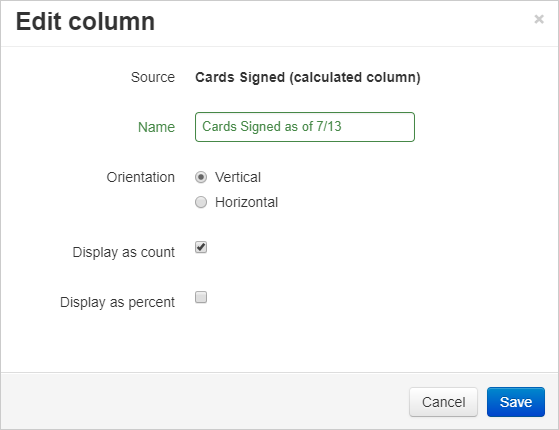 Edit column
×
Source Cards Signed (calculated column)
Name Cards Signed as of 7/13
Orientation Vertical
Horizontal
Display as count
Display as percent
Cancel Save